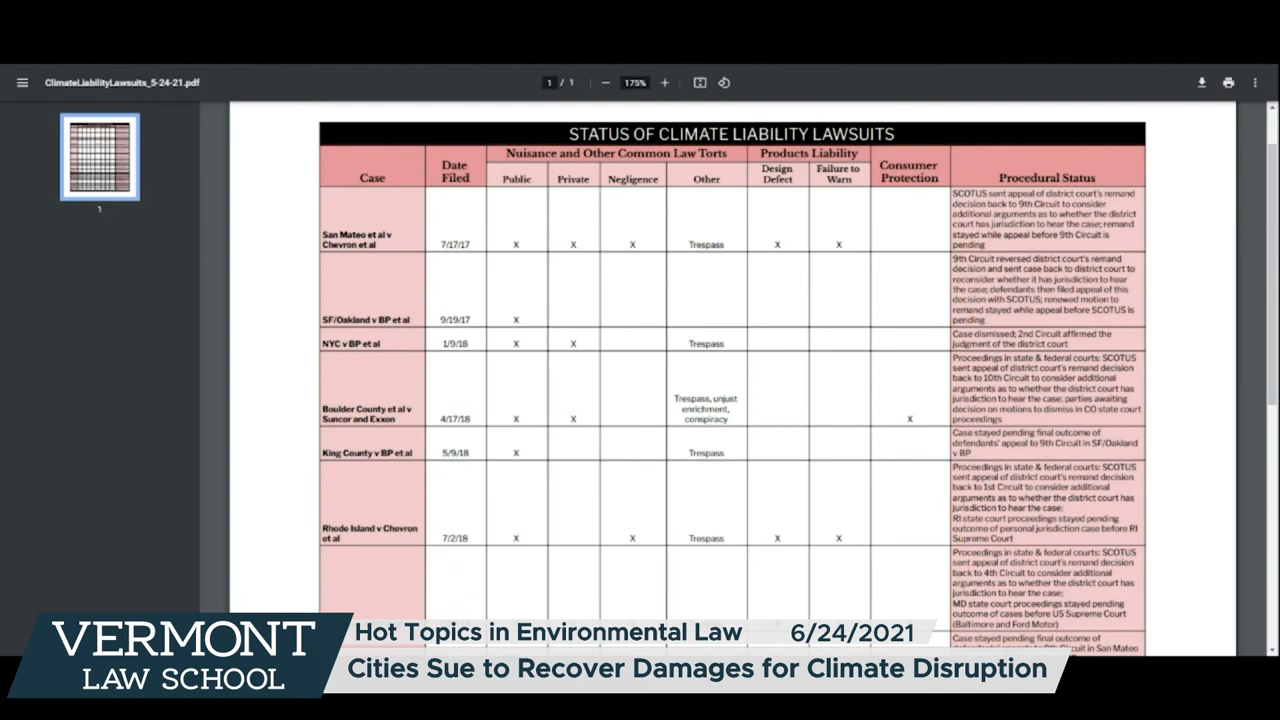 ClimateLiabilityLawsuits_5-24-21.pdf
1 / 1
175%
1
STATUS OF CLIMATE LIABILITY LAWSUITS
Nuisance and Other Common Law Torts
Products Liability
Case
Date
Filed
Public
Private
Negligence
Other
Design
Defect
Failure to
Warn
Consumer
Protection
Procedural Status
San Mateo et al v
Chevron et al
7/17/17
X
X
X
Trespass
X
X
SCOTUS sent appeal of district court's remand
decision back to 9th Circuit to consider
additional arguments as to whether the district
court has jurisdiction to hear the case; remand
stayed while appeal before 9th Circuit is
pending
SF/Oakland v BP et al
9/19/17
X
9th Circuit reversed district court's remand
decision and sent case back to district court to
reconsider whether it has jurisdiction to hear
the case; defendants then filed appeal of this
decision with SCOTUS; renewed motion to
remand stayed while appeal before SCOTUS is
pending
NYC v BP et al
1/9/18
X
X
Trespass
Case dismissed; 2nd Circuit affirmed the
judgment of the district court
Boulder County et al v
Suncor and Exxon
4/17/18
X
X
Trespass, unjust
enrichment,
conspiracy
X
Proceedings in state & federal courts: SCOTUS
sent appeal of district court's remand decision
back to 10th Circuit to consider additional
arguments as to whether the district court has
jurisdiction to hear the case; parties awaiting
decision on motions to dismiss in CO state court
proceedings
King County v BP et al
5/9/18
X
Trespass
Case stayed pending final outcome of
defendants' appeal to 9th Circuit in SF/Oakland
v BP
Rhode Island v Chevron
et al
7/2/18
X
X
Trespass
X
X
Proceedings in state & federal courts: SCOTUS
sent appeal of district court's remand decision
back to 1st Circuit to consider additional
arguments as to whether the district court has
jurisdiction to hear the case;
RI state court proceedings stayed pending
outcome of personal jurisdiction case before RI
Supreme Court
Proceedings in state & federal courts: SCOTUS
sent appeal of district court's remand decision
back to 4th Circuit to consider additional
arguments as to whether the district court has
jurisdiction to hear the case;
MD state court proceedings stayed pending
outcome of cases before US Supreme Court
(Baltimore and Ford Motor)
Case stayed pending final outcome of
in San Mateo
VERMONT
LAW SCHOOL
Hot Topics in Environmental Law
6/24/2021
Cities Sue to Recover Damages for Climate Disruption